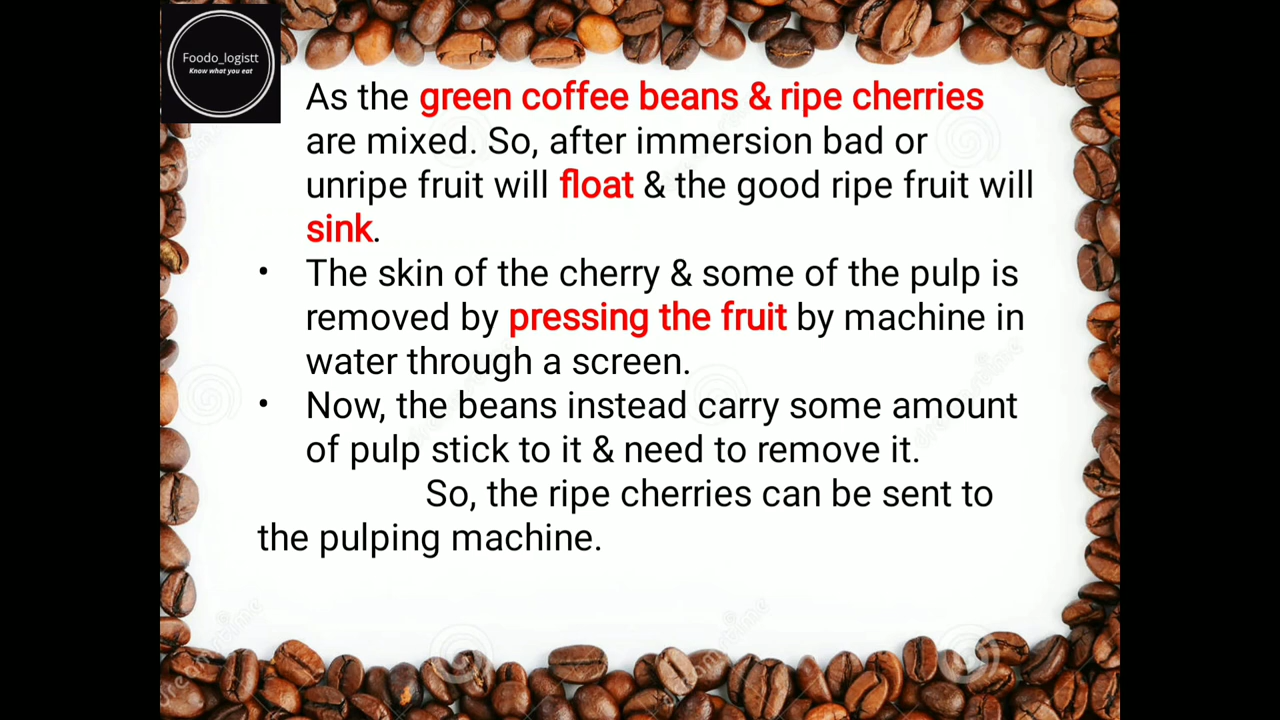 Foodo_logistt
Know what you eat
As the green coffee beans & ripe cherries
are mixed. So, after immersion bad or
unripe fruit will float & the good ripe fruit will
sink.
• The skin of the cherry & some of the pulp is
removed by pressing the fruit by machine in
water through a screen.
• Now, the beans instead carry some amount
of pulp stick to it & need to remove it.
So, the ripe cherries can be sent to
the pulping machine.